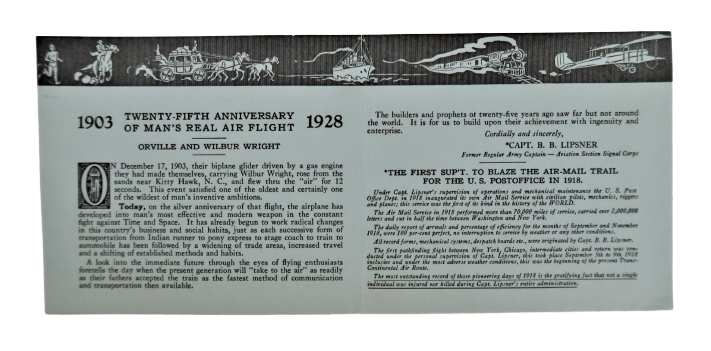 1903 TWENTY-FIFTH ANNIVERSARY OF MAN'S REAL AIR FLIGHT 1928
ORVILLE AND WILBUR WRIGHT
ON December 17, 1903, their biplane glider driven by a gas engine
they had made themselves, carrying Wilbur Wright, rose from the
sands near Kitty Hawk, N. C., and flew thru the "air" for 12
seconds. This event satisfied one of the oldest and certainly one
of the wildest of man's inventive ambitions.
Today, on the silver anniversary of that flight, the airplane has
developed into man's most effective and modern weapon in the constant
fight against Time and Space. It has already begun to work radical changes
in this country's business and social habits, just as each successive form of
transportation from Indian runner to pony express to stage coach to train to
automobile has been followed by a widening of trade areas, increased travel
and a shifting of established methods and habits.
A look into the immediate future through the eyes of flying enthusiasts
foretells the day when the present generation will "take to the air" as readily
as their fathers accepted the train as the fastest method of communication
and transportation then available.
The builders and prophets of twenty-five years ago saw far but not around
the world. It is for us to build upon their achievement with ingenuity and
enterprise.
Cordially and sincerely,
*CAPT. B. B. LIPSNER
Former Regular Army Captain — Aviation Section Signal Corps
*THE FIRST SUP'T. TO BLAZE THE AIR-MAIL TRAIL
FOR THE U. S. POSTOFFICE IN 1918.
Under Capt. Lipsner's supervision of operations and mechanical maintenance the U. S. Post
Office Dept. in 1918 inaugurated its own Air Mail Service with civilian pilots, mechanics, riggers
and planes; this service was the first of its kind in the history of the WORLD.
The Air Mail Service in 1918 performed more than 70,000 miles of service, carried over 2,000,000
letters and cut in half the time between Washington and New York.
The daily report of arrivals and percentage of efficiency for the months of September and November
1918, were 100 per-cent perfect, no interruption to service by weather or any other conditions.
All record forms, mechanical systems, despatch boards etc., were originated by Capt. B. B. Lipsner.
The first pathfinding flight between New York, Chicago, intermediate cities and return was con-
ducted under the personal supervision of Capt. Lipsner, this took place September 5th to 9th 1918
inclusive and under the most adverse weather conditions, this was the beginning of the present Trans-
Continental Air Route.
The most outstanding record of those pioneering days of 1918 is the gratifying fact that not a single
individual was injured nor killed during Capt. Lipsner's entire administration.